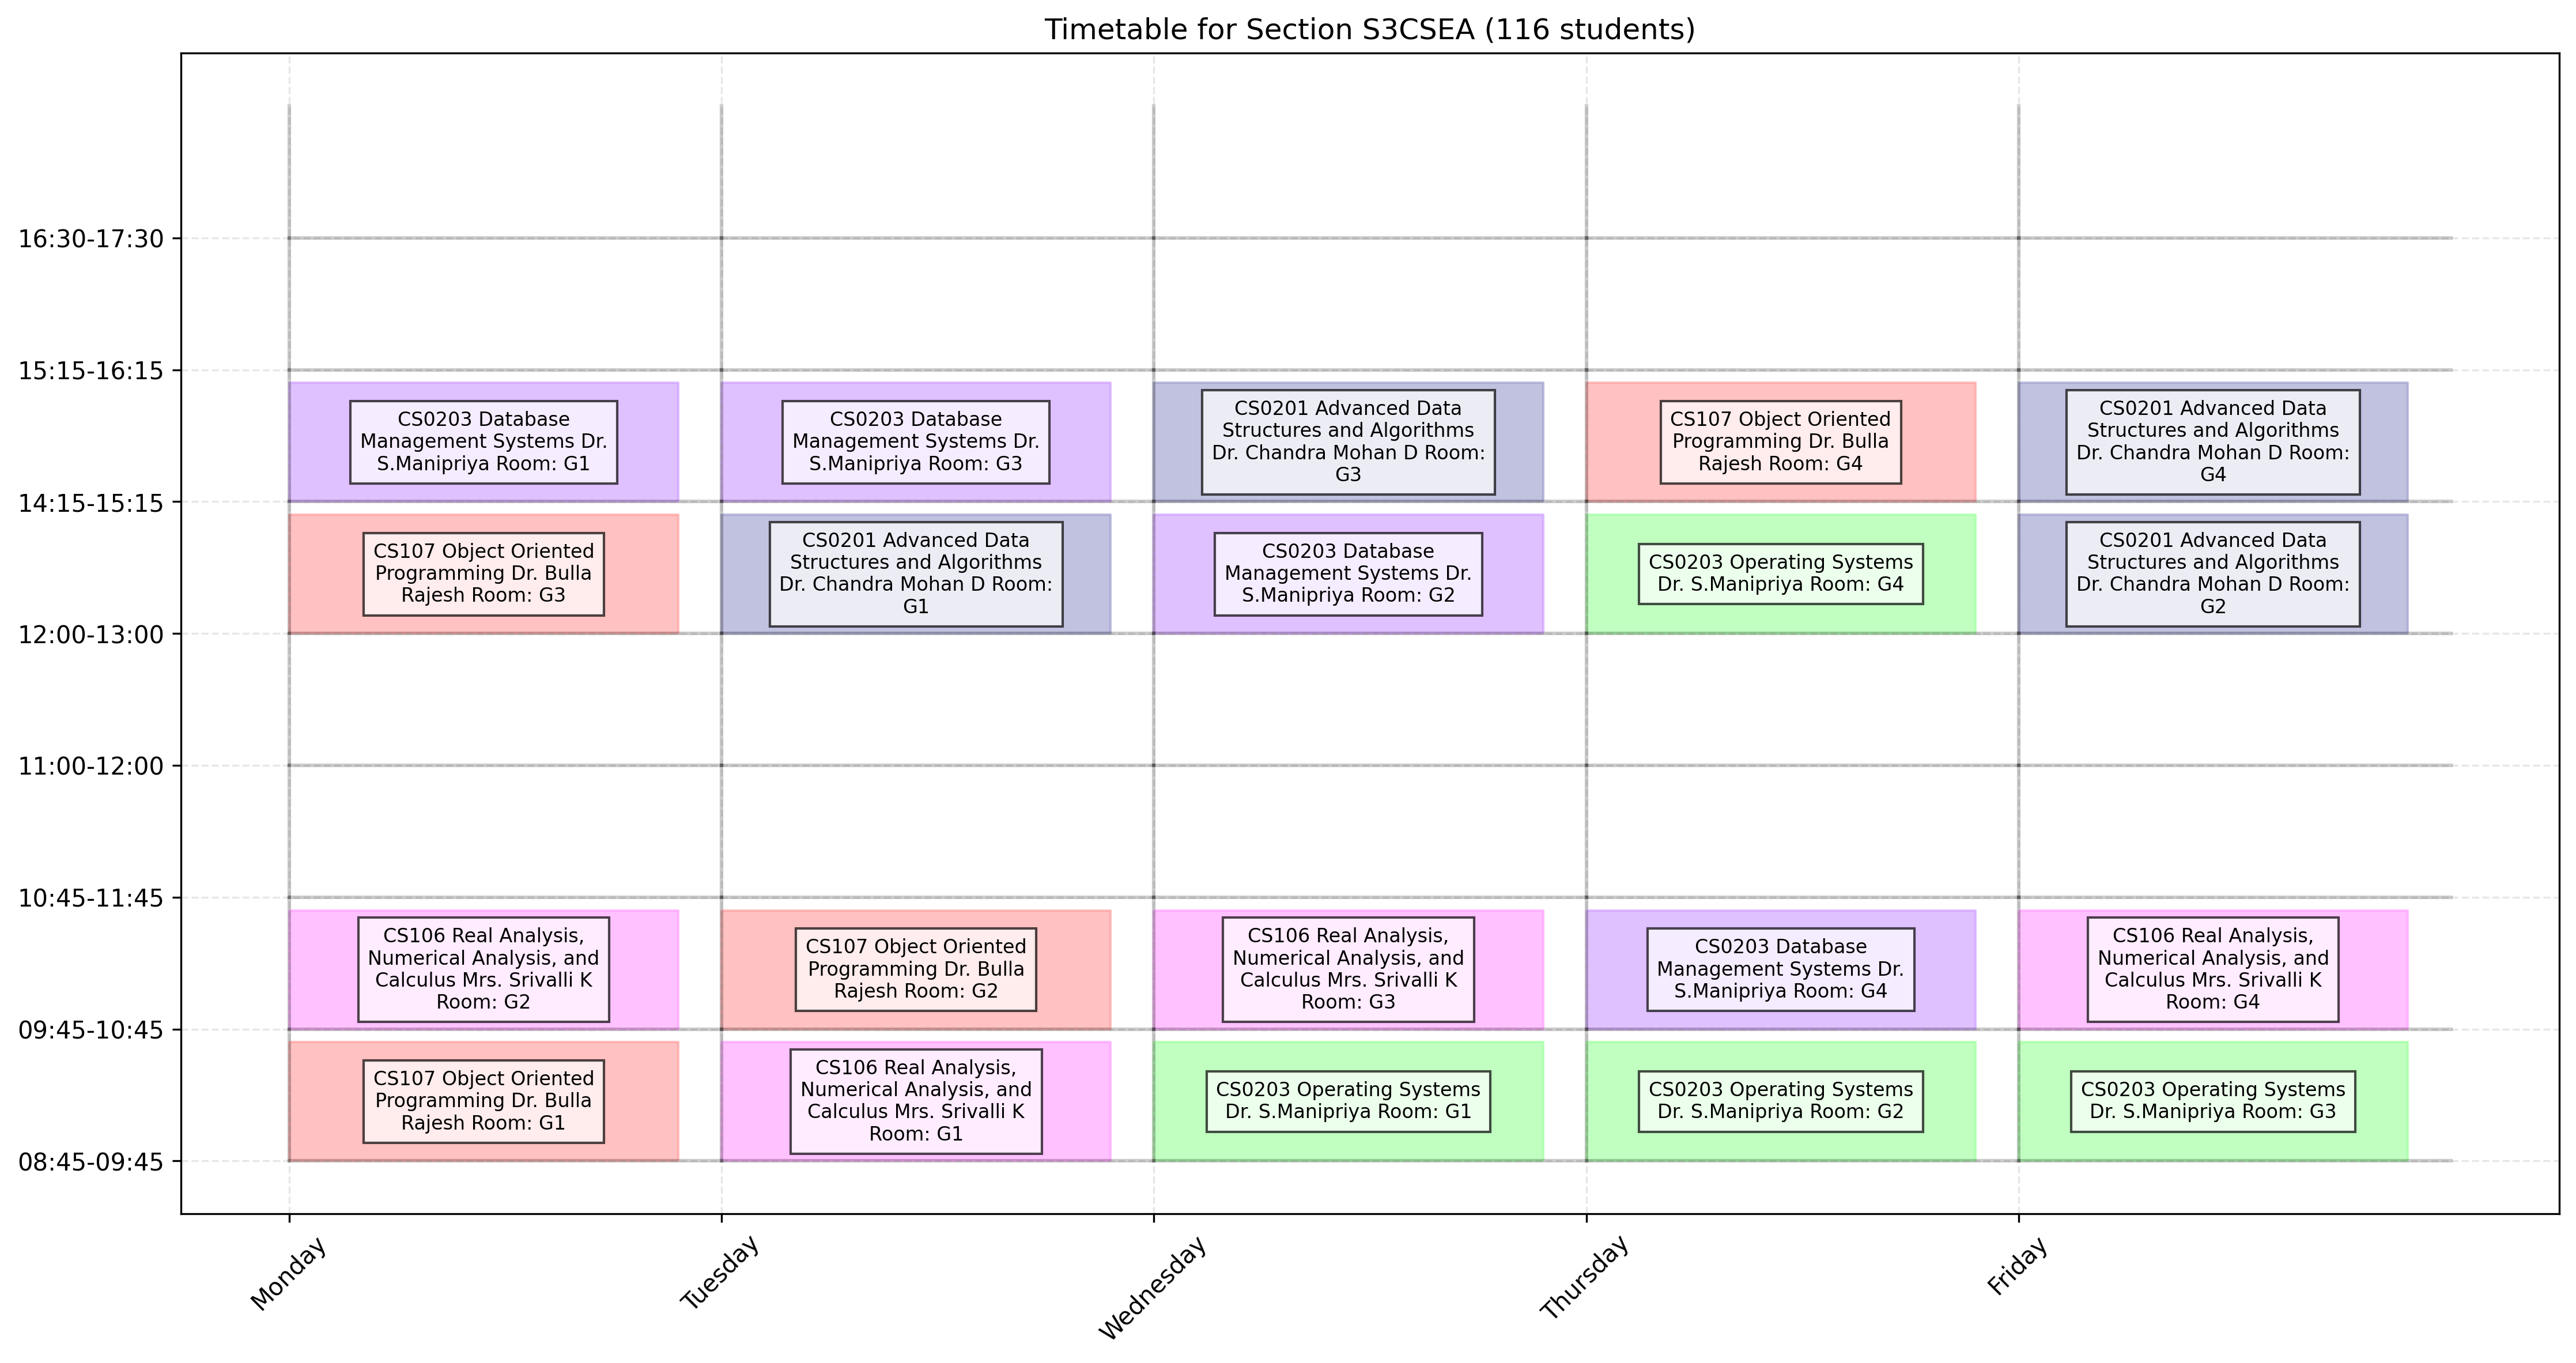 Timetable for Section S3CSEA (116 students)
16:30-17:30
15:15-16:15
CS0203 Database
Management Systems Dr.
S.Manipriya Room: G1
CS0203 Database
Management Systems Dr.
S.Manipriya Room: G3
CS0201 Advanced Data
Structures and Algorithms
Dr. Chandra Mohan D Room:
G3
CS107 Object Oriented
Programming Dr. Bulla
Rajesh Room: G4
CS0201 Advanced Data
Structures and Algorithms
Dr. Chandra Mohan D Room:
G4
14:15-15:15
CS107 Object Oriented
Programming Dr. Bulla
Rajesh Room: G3
CS0201 Advanced Data
Structures and Algorithms
Dr. Chandra Mohan D Room:
G1
CS0203 Database
Management Systems Dr.
S.Manipriya Room: G2
CS0203 Operating Systems
Dr. S.Manipriya Room: G4
CS0201 Advanced Data
Structures and Algorithms
Dr. Chandra Mohan D Room:
G2
12:00-13:00
11:00-12:00
10:45-11:45
CS106 Real Analysis,
Numerical Analysis, and
Calculus Mrs. Srivalli K
Room: G2
CS107 Object Oriented
Programming Dr. Bulla
Rajesh Room: G2
CS106 Real Analysis,
Numerical Analysis, and
Calculus Mrs. Srivalli K
Room: G3
CS0203 Database
Management Systems Dr.
S.Manipriya Room: G4
CS106 Real Analysis,
Numerical Analysis, and
Calculus Mrs. Srivalli K
Room: G4
09:45-10:45
CS107 Object Oriented
Programming Dr. Bulla
Rajesh Room: G1
CS106 Real Analysis,
Numerical Analysis, and
Calculus Mrs. Srivalli K
Room: G1
CS0203 Operating Systems
Dr. S.Manipriya Room: G1
CS0203 Operating Systems
Dr. S.Manipriya Room: G2
CS0203 Operating Systems
Dr. S.Manipriya Room: G3
08:45-09:45
Monday
Tuesday
Wednesday
Thursday
Friday